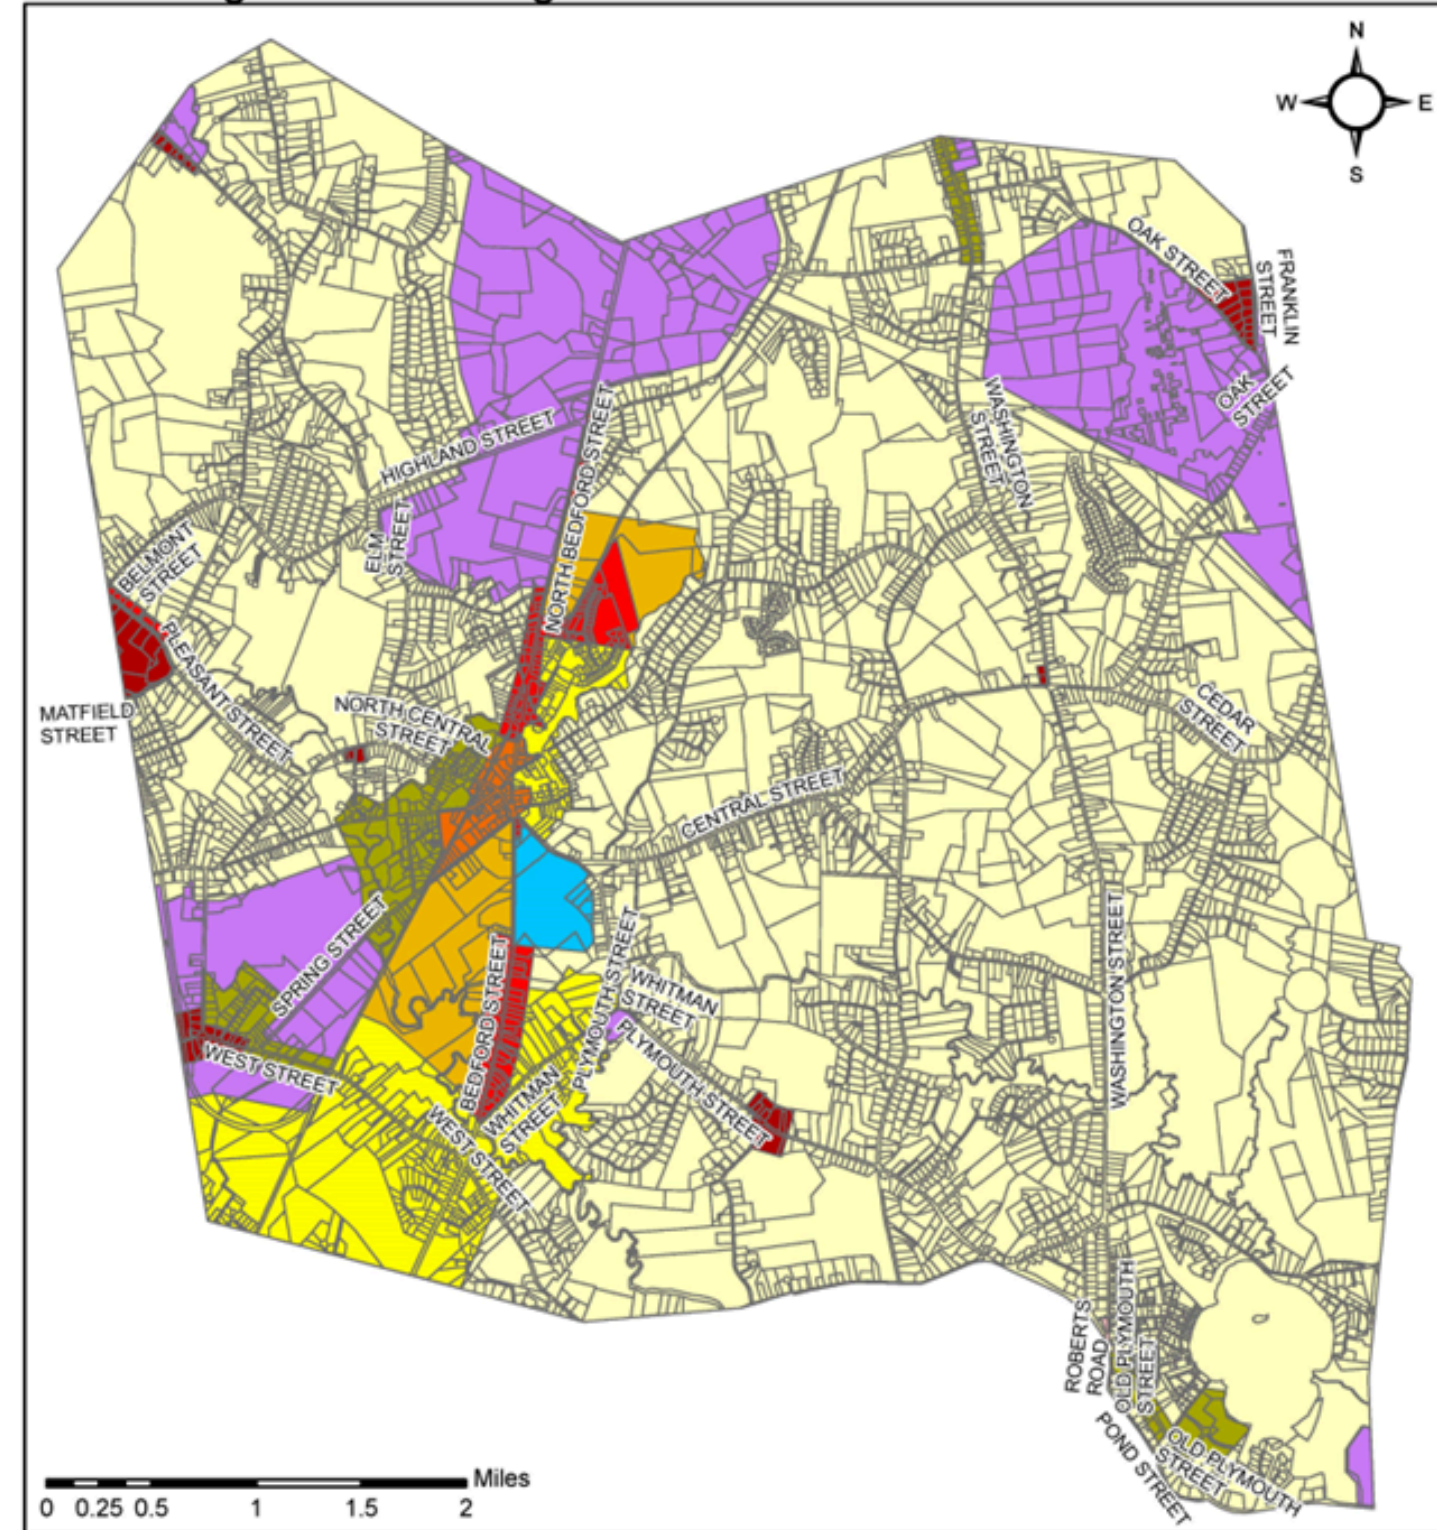 N
W
E
S
OAK STREET
FRANKLIN
STREET
OAK
STREET
WASHINGTON
STREET
HIGHLAND STREET
NORTH BEDFORD STREET
ELM
STREET
BELMONT
STREET
PLEASANT STREET
MATFIELD
STREET
NORTH CENTRAL
STREET
CEDAR
STREET
CENTRAL STREET
SPRING STREET
WEST STREET
BEDFORD STREET
PLYMOUTH STREET
WHITMAN
STREET
PLYMOUTH STREET
WHITMAN
STREET
WEST STREET
WASHINGTON STREET
ROBERTS
ROAD
OLD PLYMOUTH
STREET
POND STREET
OLD PLYMOUTH
STREET
Miles
0 0.25 0.5 1 1.5 2